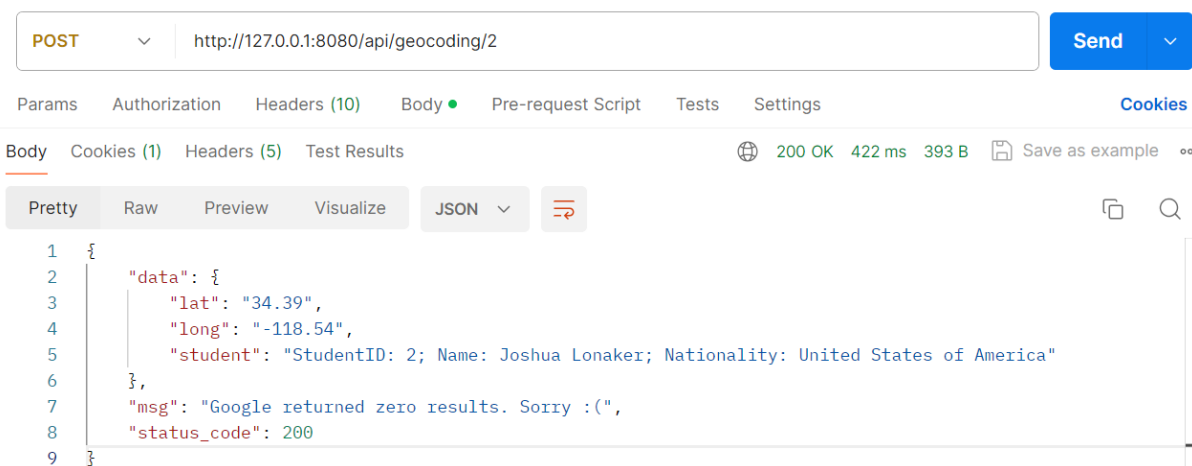 POST http://127.0.0.1:8080/api/geocoding/2 Send
Params Authorization Headers (10) Body Pre-request Script Tests Settings Cookies
Body Cookies (1) Headers (5) Test Results 200 OK 422 ms 393 B Save as example
Pretty Raw Preview Visualize JSON
1 {
2 "data": {
3 "lat": "34.39",
4 "long": "-118.54",
5 "student": "StudentID: 2; Name: Joshua Lonaker; Nationality: United States of America"
6 },
7 "msg": "Google returned zero results. Sorry :(",
8 "status_code": 200
9 }